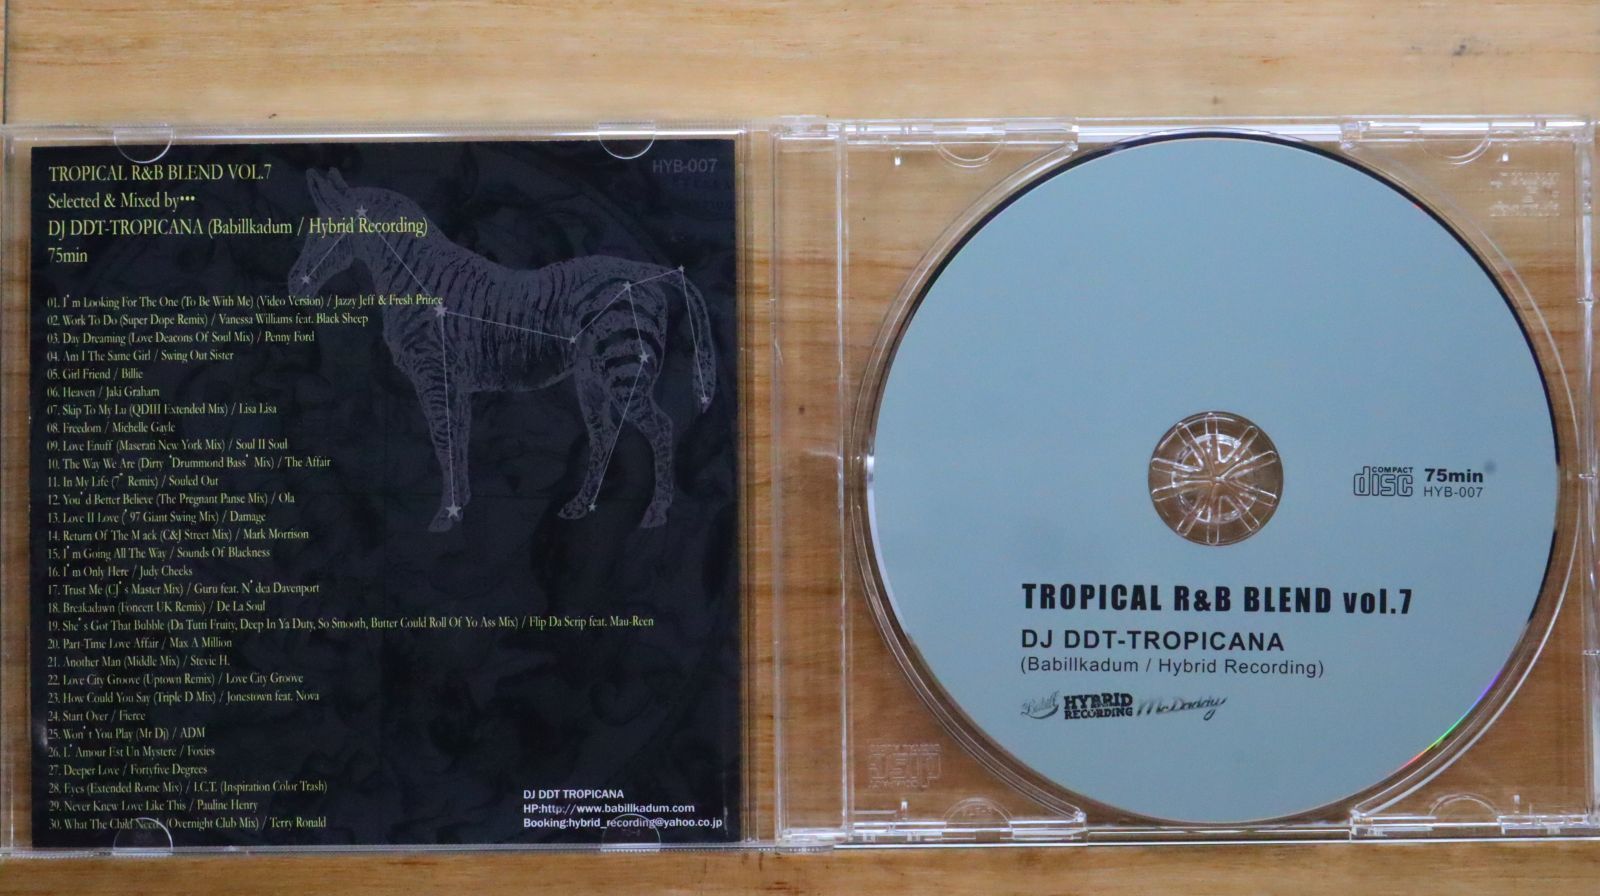 HYB-007
TROPICAL R&B BLEND VOL.7
Selected & Mixed by•••
DJ DDT-TROPICANA (Babillkadum / Hybrid Recording)
75min
01. I'm Looking For The One (To Be With Me) (Video Version) / Jazzy Jeff & Fresh Prince
02. Work To Do (Super Dope Remix) / Vanessa Williams feat. Black Sheep
03. Day Dreaming (Love Deacons Of Soul Mix) / Penny Ford
04. Am I The Same Girl / Swing Out Sister
05. Girl Friend / Billie
06. Heaven / Jaki Graham
07. Skip To My Lu (QDIII Extended Mix) / Lisa Lisa
08. Freedom / Michelle Gayle
09. Love Enuff (Maserati New York Mix) / Soul II Soul
10. The Way We Are (Dirty "Drummond Bass" Mix) / The Affair
11. In My Life (7" Remix) / Souled Out
12. You'd Better Believe (The Pregnant Panse Mix) / Ola
13. Love II Love ('97 Giant Swing Mix) / Damage
14. Return Of The Mack (C&J Street Mix) / Mark Morrison
15. I'm Going All The Way / Sounds Of Blackness
16. I'm Only Here / Judy Cheeks
17. Trust Me (CJ's Master Mix) / Guru feat. N'dea Davenport
18. Breakadawn (Foncett UK Remix) / De La Soul
19. She's Got That Bubble (Da Tutti Fruity, Deep In Ya Duty, So Smooth, Butter Could Roll Of Yo Ass Mix) / Flip Da Scrip feat. Mau-Reen
20. Part-Time Love Affair / Max A Million
21. Another Man (Middle Mix) / Stevie H.
22. Love City Groove (Uptown Remix) / Love City Groove
23. How Could You Say (Triple D Mix) / Jonestown feat. Nova
24. Start Over / Fierce
25. Won't You Play (Mr Dj) / ADM
26. L'Amour Est Un Mystere / Foxies
27. Deeper Love / Fortyfive Degrees
28. Eyes (Extended Rome Mix) / I.C.T. (Inspiration Color Trash)
29. Never Knew Love Like This / Pauline Henry
30. What The Child Needs (Overnight Club Mix) / Terry Ronald
DJ DDT TROPICANA
HP:http://www.babillkadum.com
Booking:hybrid_recording@yahoo.co.jp
COMPACT disc 75min
HYB-007
TROPICAL R&B BLEND vol.7
DJ DDT-TROPICANA
(Babillkadum / Hybrid Recording)
HYBRID RECORDING Mc.Daddy